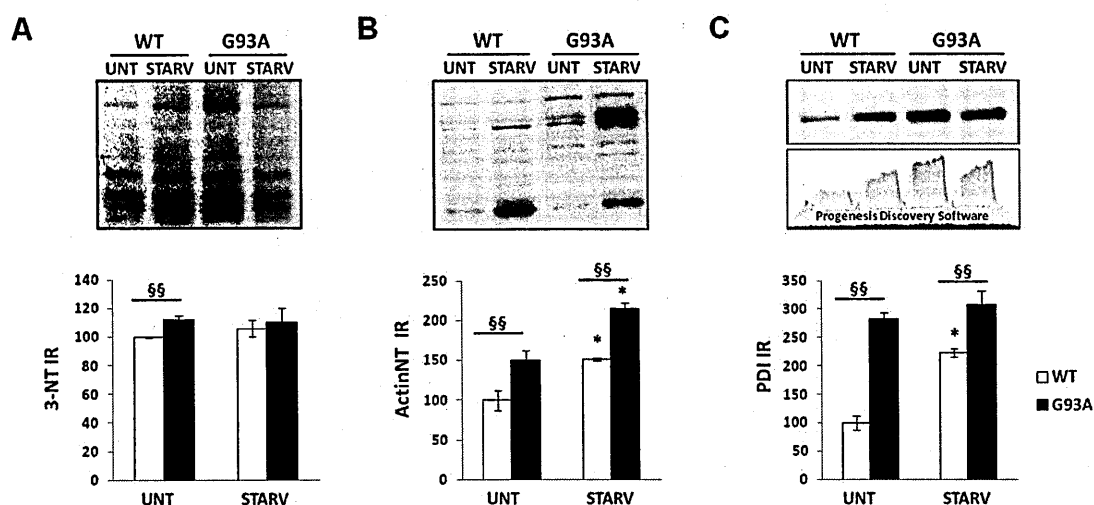 A
WT G93A
UNT STARV UNT STARV
140
120
100
80
60
40
20
0
3-NT IR
§§
UNT STARV
B
WT G93A
UNT STARV UNT STARV
250
200
150
100
50
0
ActinNT IR
§§
§§
*
*
UNT STARV
C
WT G93A
UNT STARV UNT STARV
Progenesis Discovery Software
350
300
250
200
150
100
50
0
PDI IR
§§
§§
*
UNT STARV
WT
G93A